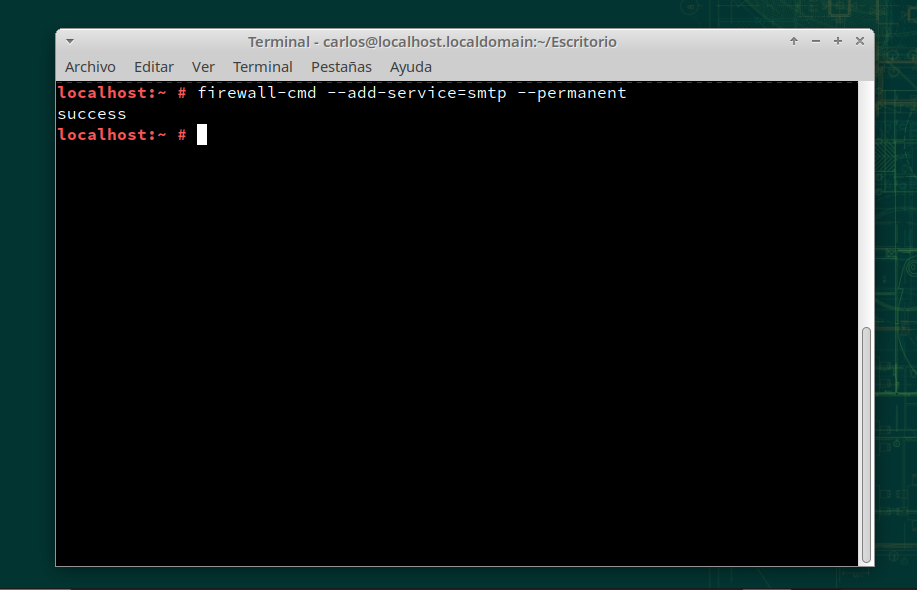 Terminal - carlos@localhost.localdomain:~/Escritorio
Archivo Editar Ver Terminal Pestañas Ayuda
localhost:~ # firewall-cmd --add-service=smtp --permanent
success
localhost:~ #